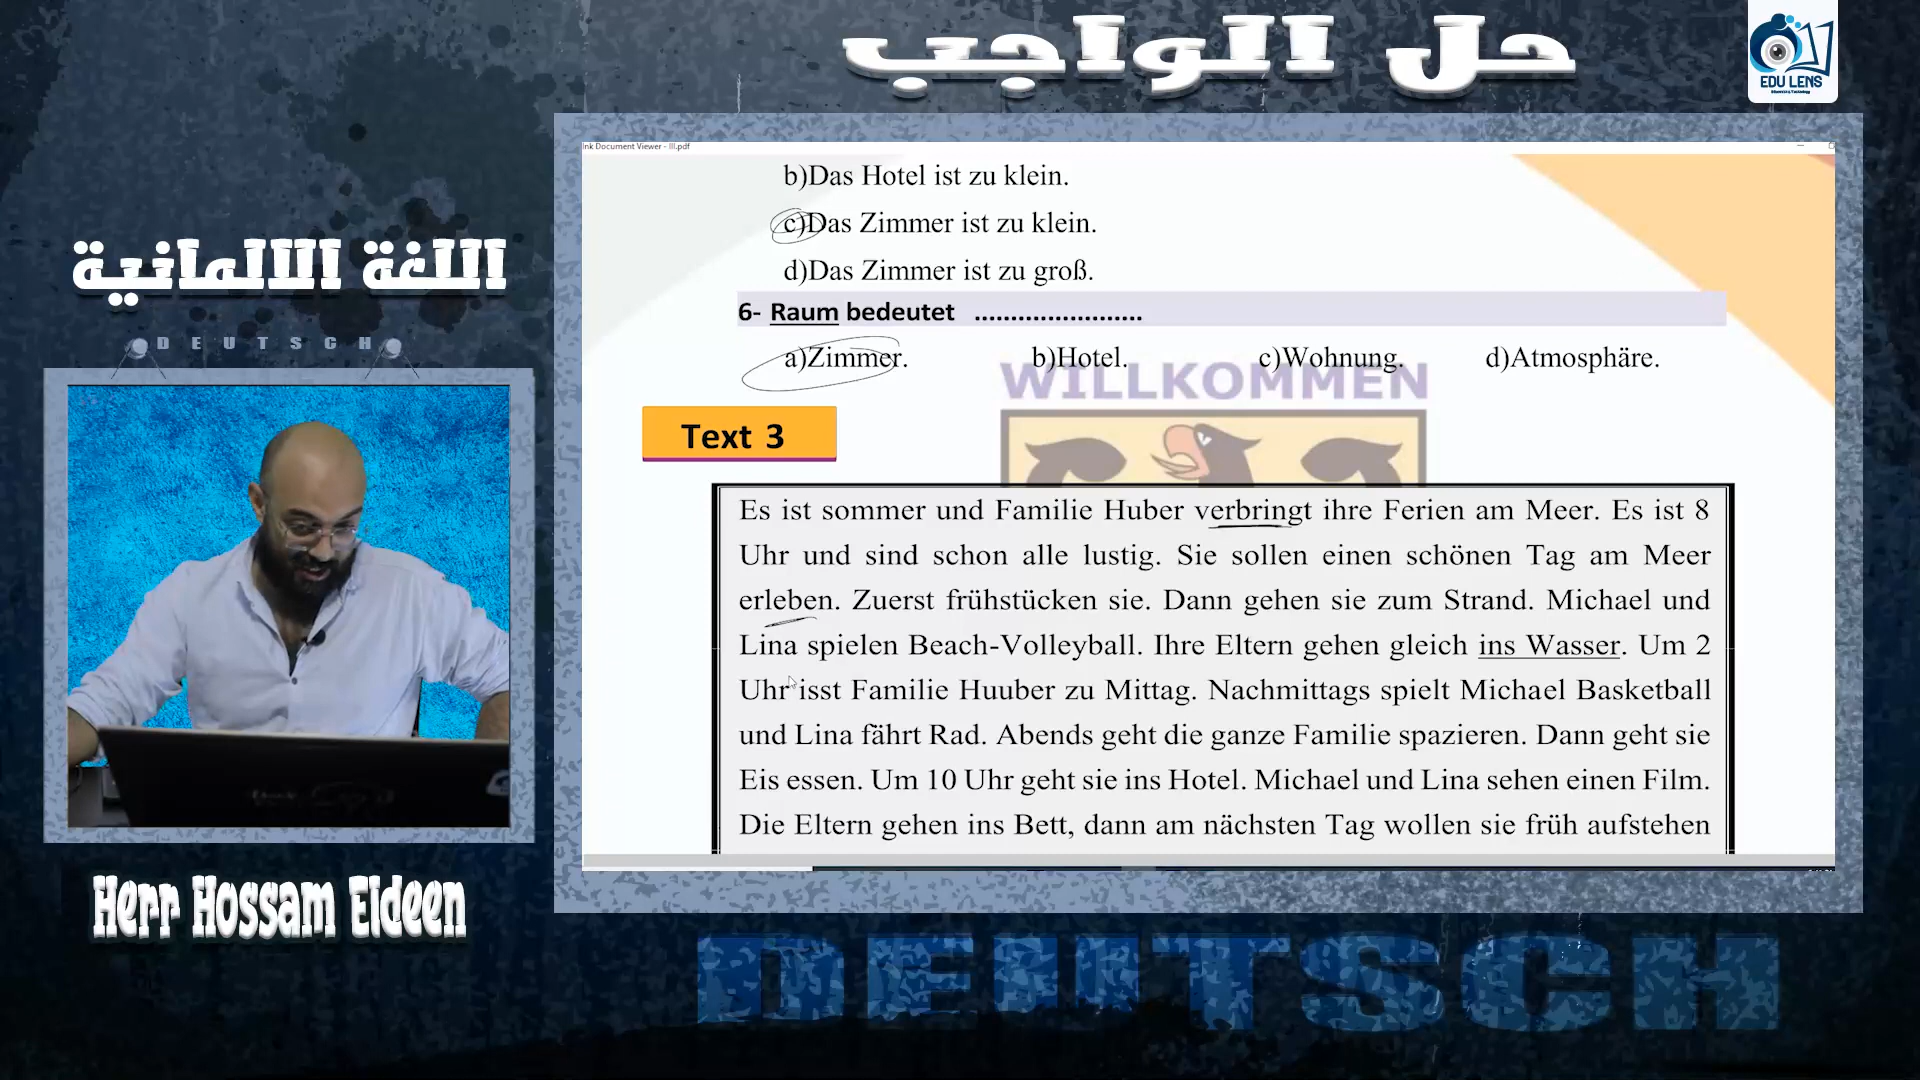 حل الواجب
EDU LENS
Ink Document Viewer - III.pdf
b)Das Hotel ist zu klein.
c)Das Zimmer ist zu klein.
d)Das Zimmer ist zu groß.
6- Raum bedeutet .......................
a)Zimmer. b)Hotel. c)Wohnung. d)Atmosphäre.
WILLKOMMEN
Text 3
Es ist sommer und Familie Huber verbringt ihre Ferien am Meer. Es ist 8
Uhr und sind schon alle lustig. Sie sollen einen schönen Tag am Meer
erleben. Zuerst frühstücken sie. Dann gehen sie zum Strand. Michael und
Lina spielen Beach-Volleyball. Ihre Eltern gehen gleich ins Wasser. Um 2
Uhr isst Familie Huuber zu Mittag. Nachmittags spielt Michael Basketball
und Lina fährt Rad. Abends geht die ganze Familie spazieren. Dann geht sie
Eis essen. Um 10 Uhr geht sie ins Hotel. Michael und Lina sehen einen Film.
Die Eltern gehen ins Bett, dann am nächsten Tag wollen sie früh aufstehen
اللغة الالمانية
DEUTSCH
Herr Hossam Eldeen
DEUTSCH